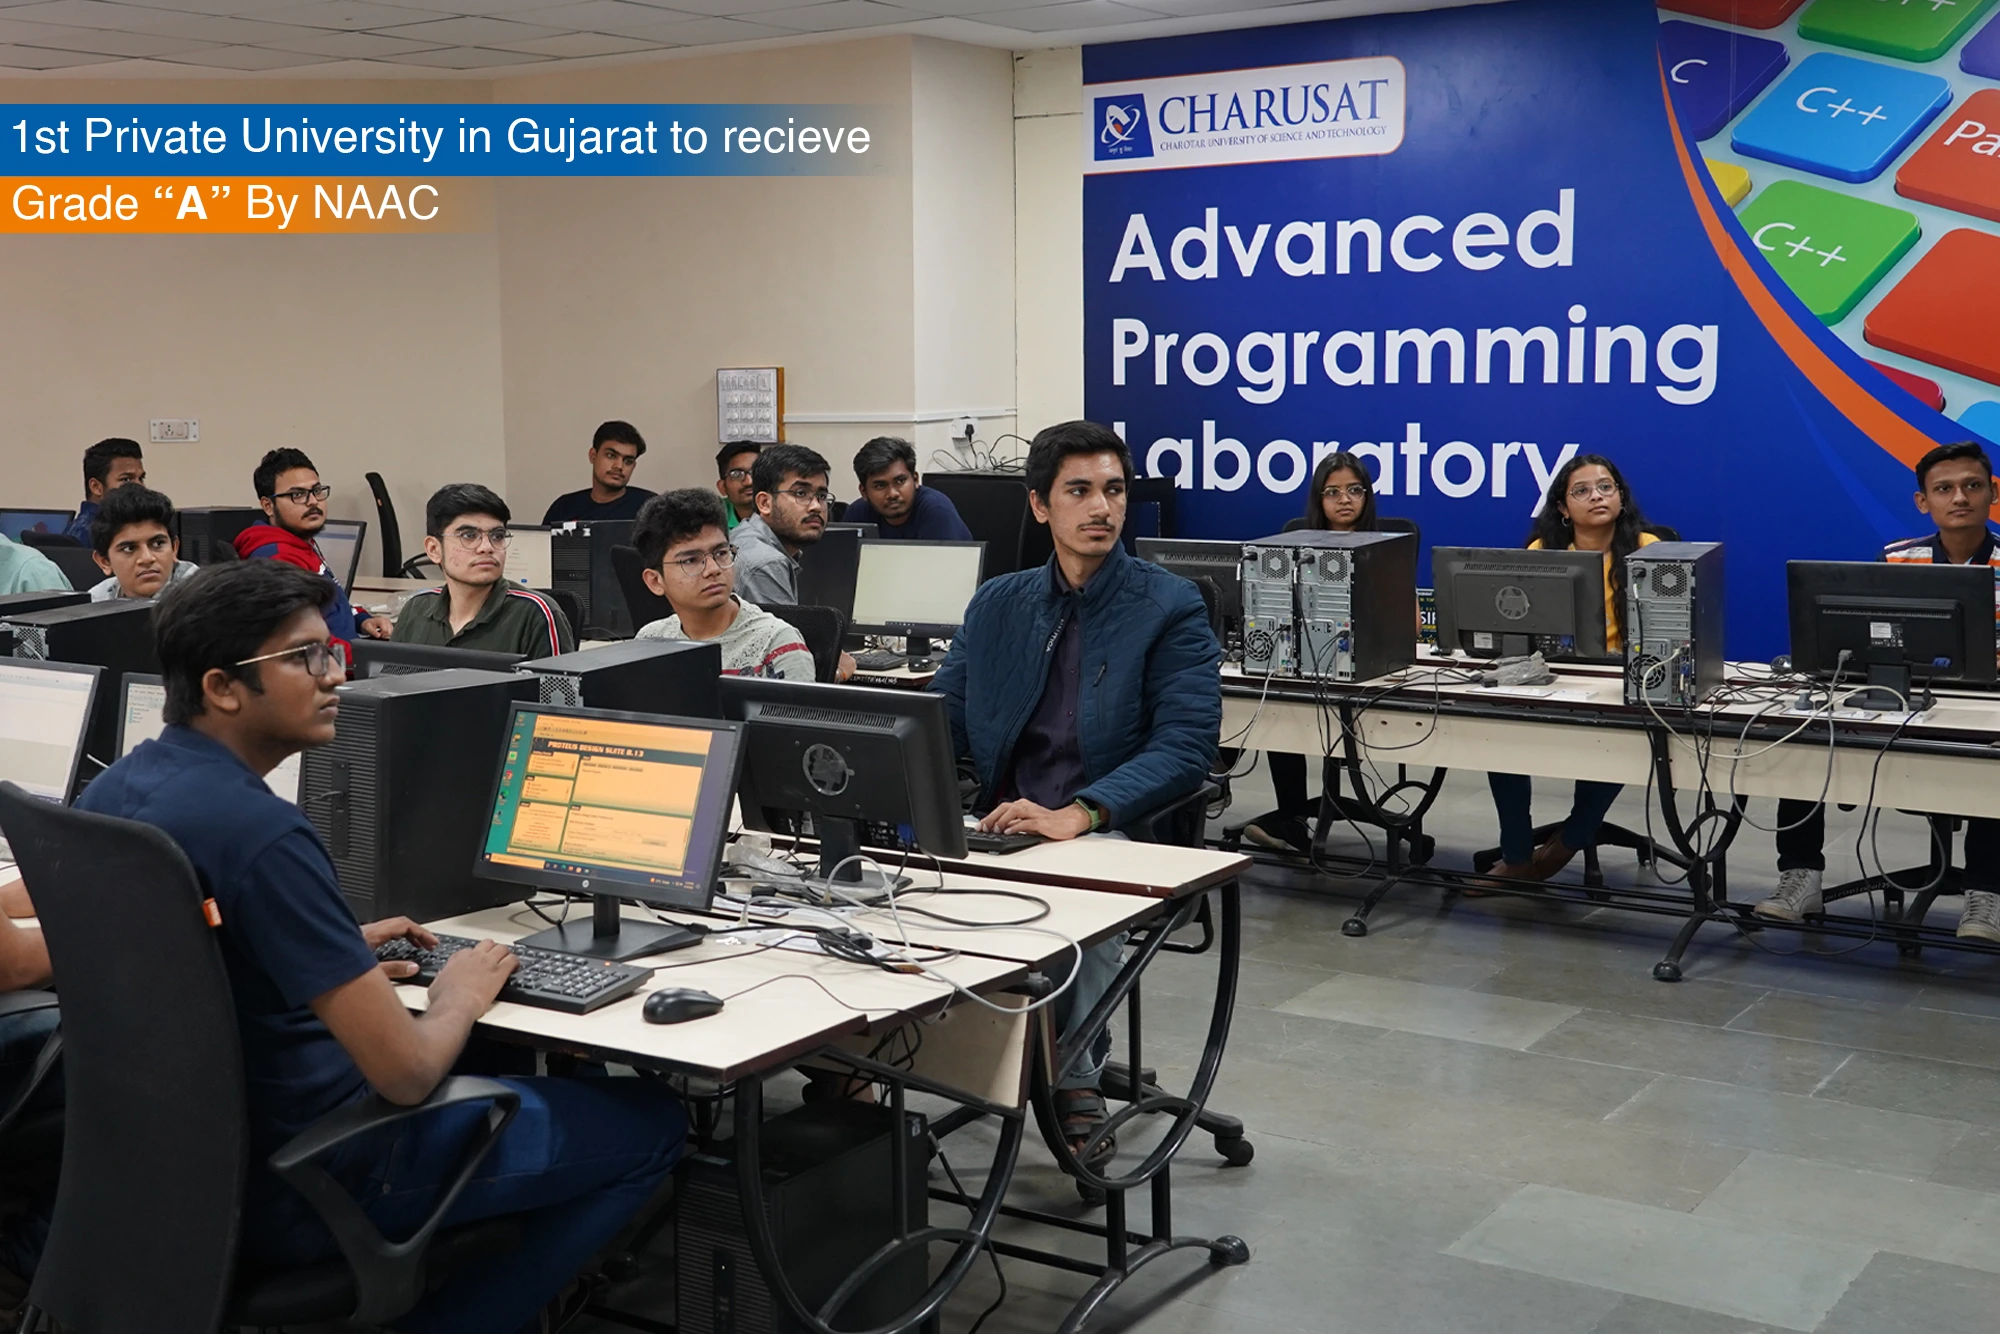 1st Private University in Gujarat to recieve
Grade “A” By NAAC
CHARUSAT
CHAROTAR UNIVERSITY OF SCIENCE AND TECHNOLOGY
Advanced
Programming
Laboratory
C
C++
C++
PROTEUS DESIGN SUITE 8.13